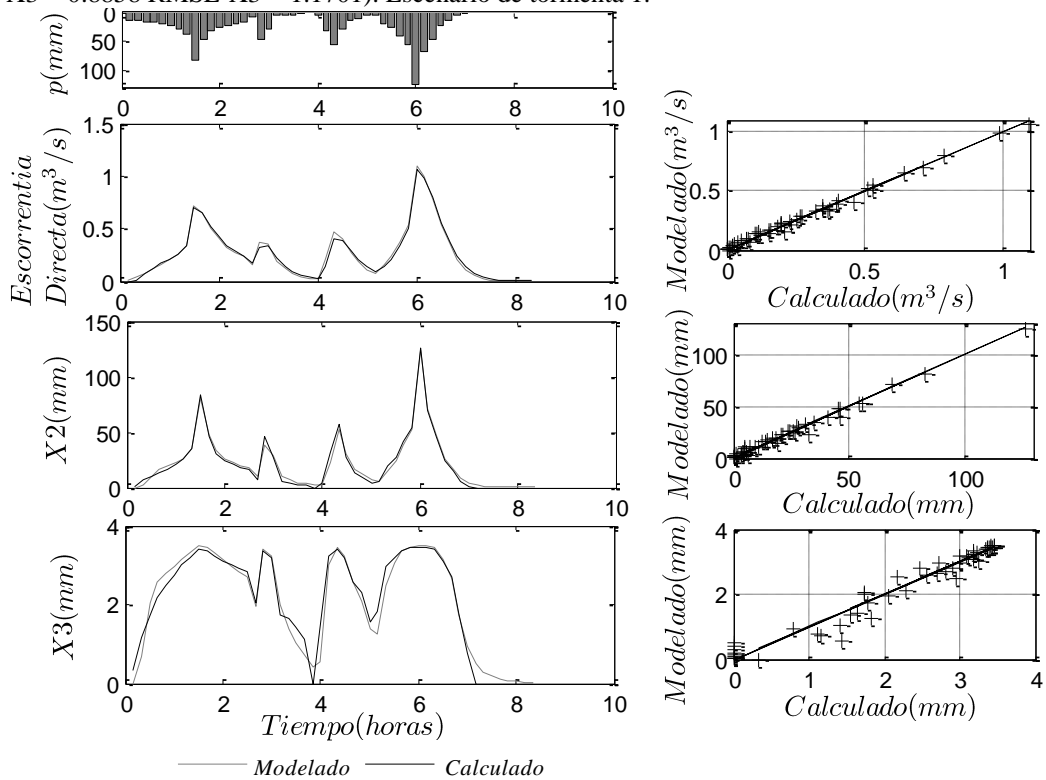 X3 = 0.8838 RMSE-X3 = 1.1701). Escenario de tormenta 1.
0
50
100
p(mm)
0 2 4 6 8 10
1.5
1
0.5
0
Escorrentia
Directa(m³/s)
0 2 4 6 8 10
150
100
50
0
X2(mm)
0 2 4 6 8 10
4
2
0
X3(mm)
0 2 4 6 8 10
Tiempo(horas)
Modelado Calculado
1
0.5
0
Modelado(m³/s)
0 0.5 1
Calculado(m³/s)
100
50
0
Modelado(mm)
0 50 100
Calculado(mm)
4
2
0
Modelado(mm)
0 1 2 3 4
Calculado(mm)